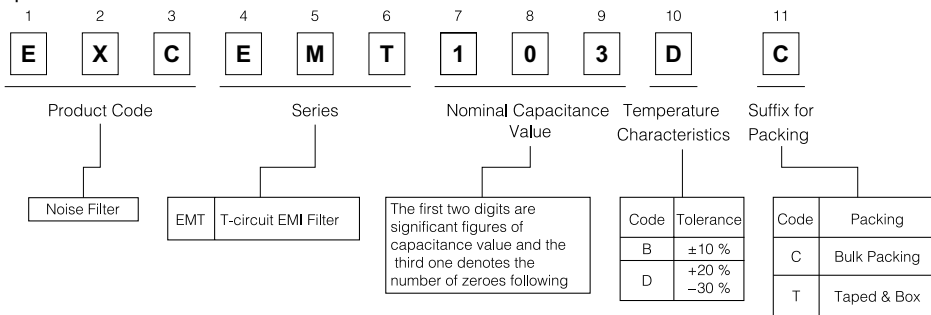 1 2 3 4 5 6 7 8 9 10 11
E X C E M T 1 0 3 D C
Product Code Series Nominal Capacitance Value Temperature Characteristics Suffix for Packing
Noise Filter
EMT T-circuit EMI Filter
The first two digits are
significant figures of
capacitance value and the
third one denotes the
number of zeroes following
Code Tolerance
B ±10 %
D +20 %
−30 %
Code Packing
C Bulk Packing
T Taped & Box